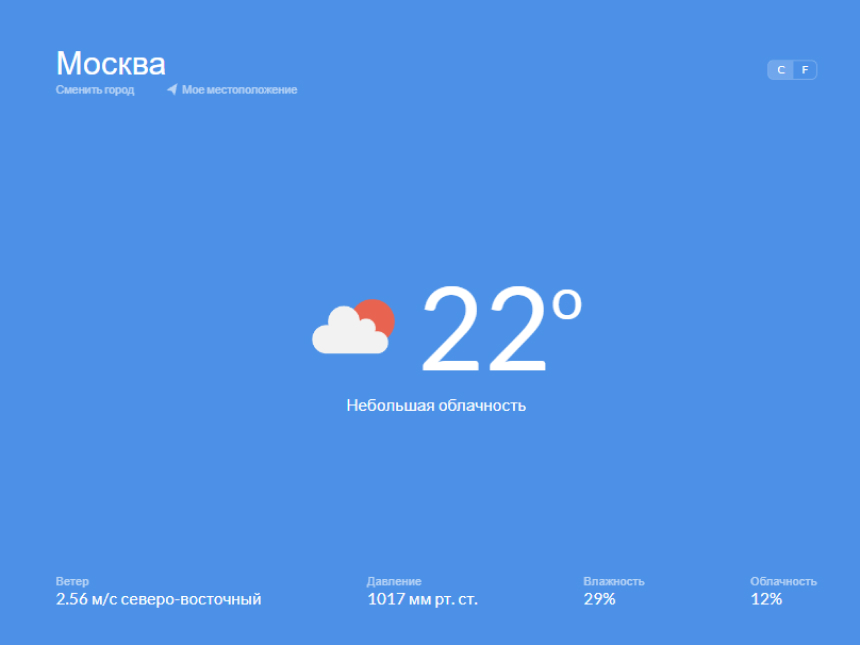 Москва
Сменить город
Мое местоположение
C F
22º
Небольшая облачность
Ветер
2.56 м/с северо-восточный
Давление
1017 мм рт. ст.
Влажность
29%
Облачность
12%